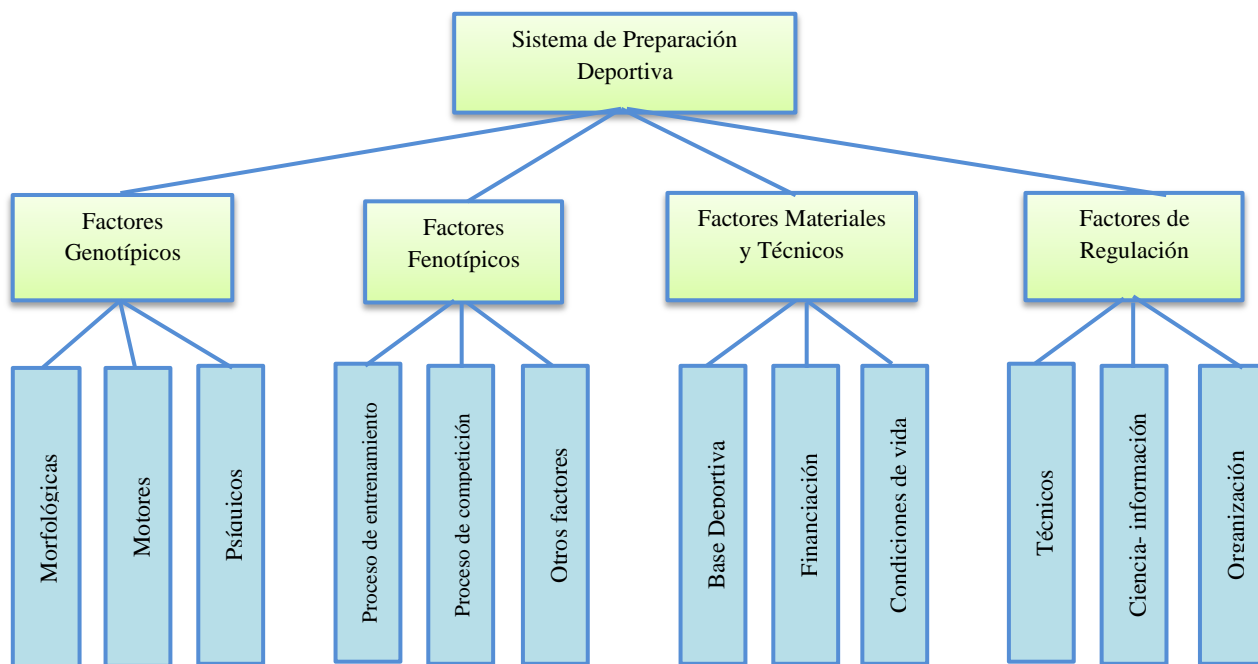 Sistema de Preparación
Deportiva
Factores
Genotípicos
Factores
Fenotípicos
Factores Materiales
y Técnicos
Factores de
Regulación
Morfológicas
Motores
Psíquicos
Proceso de entrenamiento
Proceso de competición
Otros factores
Base Deportiva
Financiación
Condiciones de vida
Técnicos
Ciencia- información
Organización